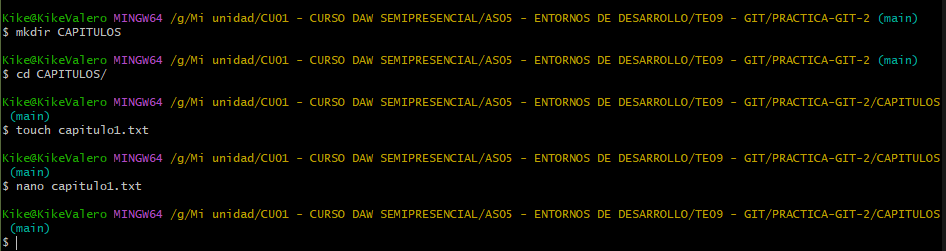 Kike@KikeValero MINGW64 /g/Mi unidad/CU01 - CURSO DAW SEMIPRESENCIAL/AS05 - ENTORNOS DE DESARROLLO/TE09 - GIT/PRACTICA-GIT-2 (main)
$ mkdir CAPITULOS
Kike@KikeValero MINGW64 /g/Mi unidad/CU01 - CURSO DAW SEMIPRESENCIAL/AS05 - ENTORNOS DE DESARROLLO/TE09 - GIT/PRACTICA-GIT-2 (main)
$ cd CAPITULOS/
Kike@KikeValero MINGW64 /g/Mi unidad/CU01 - CURSO DAW SEMIPRESENCIAL/AS05 - ENTORNOS DE DESARROLLO/TE09 - GIT/PRACTICA-GIT-2/CAPITULOS
(main)
$ touch capitulo1.txt
Kike@KikeValero MINGW64 /g/Mi unidad/CU01 - CURSO DAW SEMIPRESENCIAL/AS05 - ENTORNOS DE DESARROLLO/TE09 - GIT/PRACTICA-GIT-2/CAPITULOS
(main)
$ nano capitulo1.txt
Kike@KikeValero MINGW64 /g/Mi unidad/CU01 - CURSO DAW SEMIPRESENCIAL/AS05 - ENTORNOS DE DESARROLLO/TE09 - GIT/PRACTICA-GIT-2/CAPITULOS
(main)
$